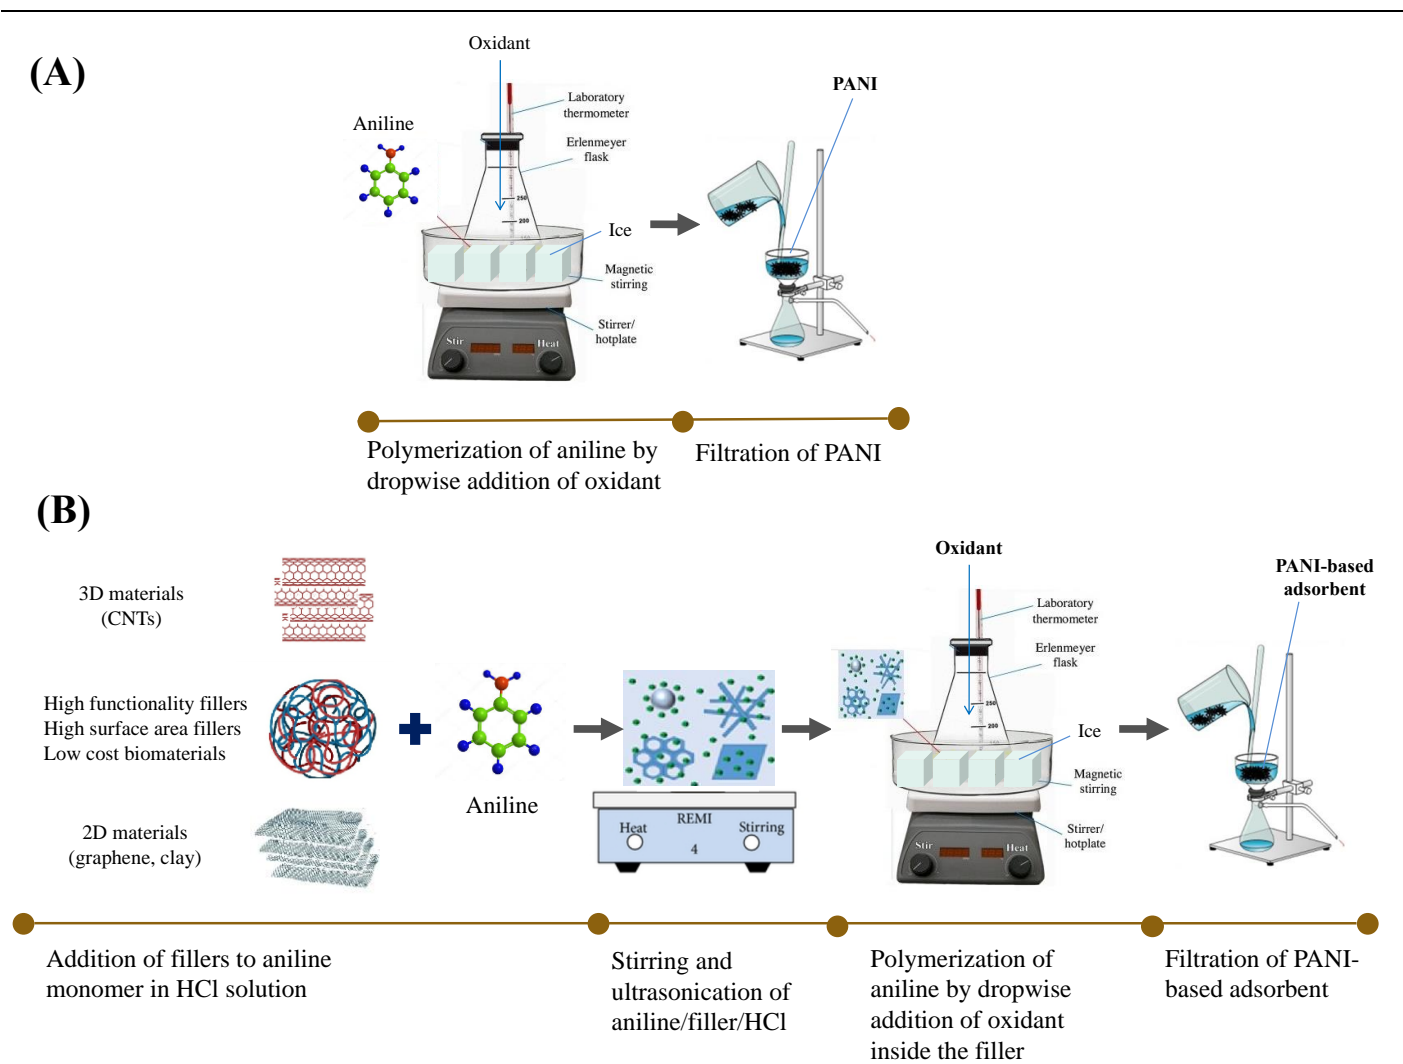 (A)
Oxidant
Laboratory
thermometer
PANI
Aniline
Erlenmeyer
flask
250
200
Ice
Magnetic
stirring
Stirrer/
hotplate
Stir
Heat
Polymerization of aniline by
dropwise addition of oxidant
Filtration of PANI
(B)
3D materials
(CNTs)
High functionality fillers
High surface area fillers
Low cost biomaterials
2D materials
(graphene, clay)
Aniline
Heat
REMI
4
Stirring
Oxidant
Laboratory
thermometer
Erlenmeyer
flask
250
200
Ice
Magnetic
stirring
Stirrer/
hotplate
Stir
Heat
PANI-based
adsorbent
Addition of fillers to aniline
monomer in HCl solution
Stirring and
ultrasonication of
aniline/filler/HCl
Polymerization of
aniline by dropwise
addition of oxidant
inside the filler
Filtration of PANI-
based adsorbent